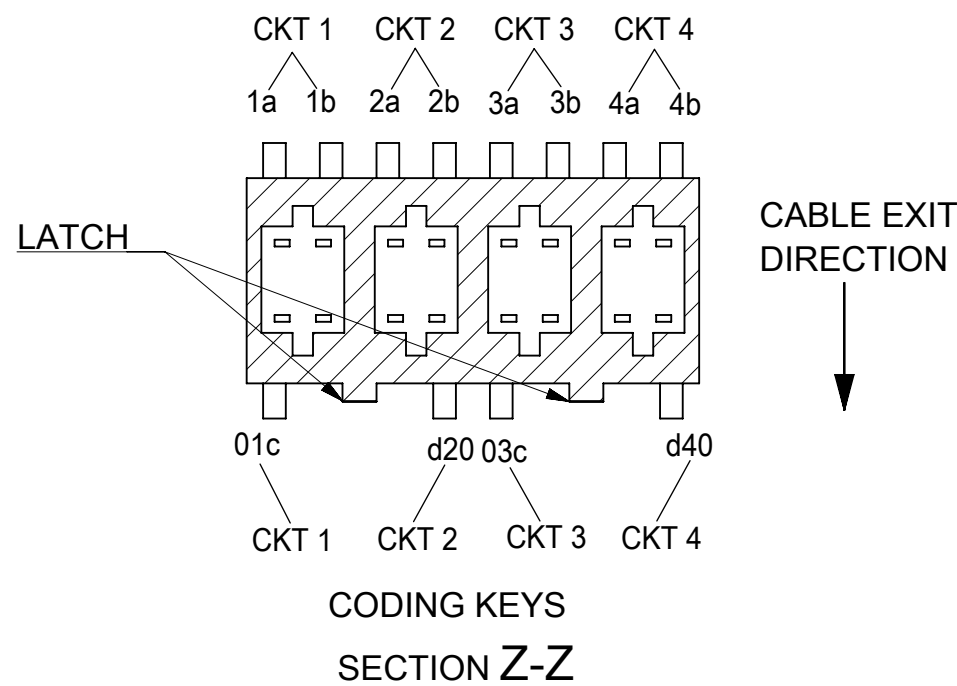 CKT 1 CKT 2 CKT 3 CKT 4
1a 1b 2a 2b 3a 3b 4a 4b
LATCH
CABLE EXIT
DIRECTION
01c d20 03c d40
CKT 1 CKT 2 CKT 3 CKT 4
CODING KEYS
SECTION Z-Z